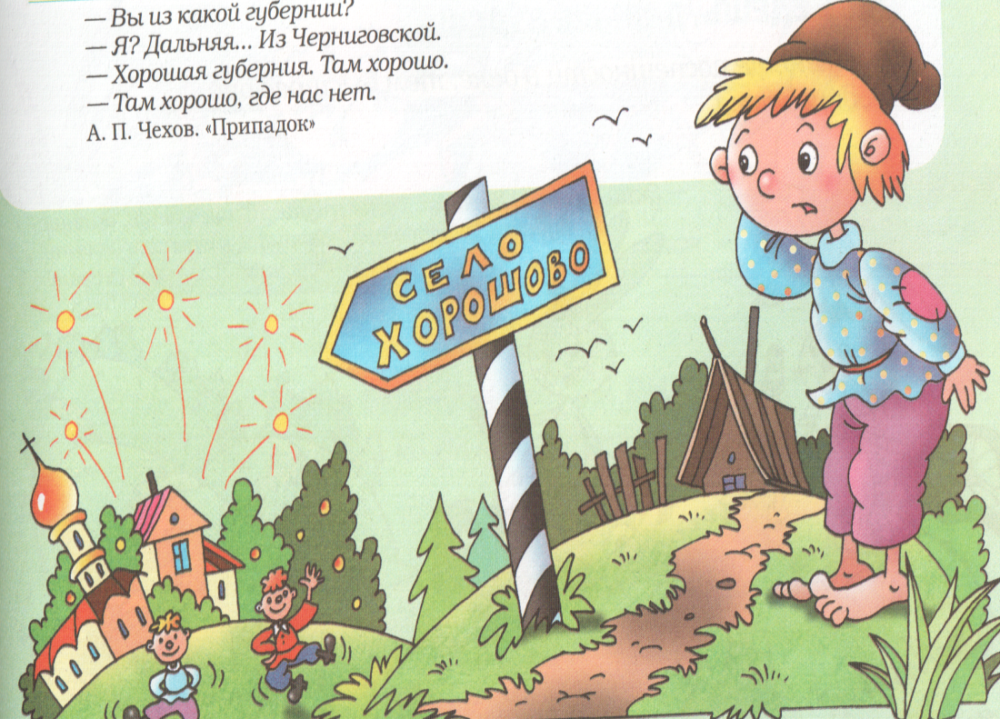 — Вы из какой губернии?
— Я? Дальняя... Из Черниговской.
— Хорошая губерния. Там хорошо.
— Там хорошо, где нас нет.
А. П. Чехов. «Припадок»
СЕЛО
ХОРОШОВО